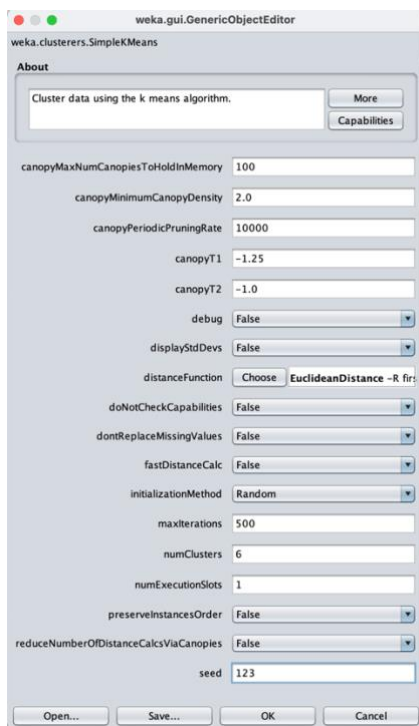 weka.gui.GenericObjectEditor
weka.clusterers.SimpleKMeans
About
Cluster data using the k means algorithm.
More
Capabilities
canopyMaxNumCanopiesToHoldInMemory 100
canopyMinimumCanopyDensity 2.0
canopyPeriodicPruningRate 10000
canopyT1 -1.25
canopyT2 -1.0
debug False
displayStdDevs False
distanceFunction Choose EuclideanDistance -R firs
doNotCheckCapabilities False
dontReplaceMissingValues False
fastDistanceCalc False
initializationMethod Random
maxIterations 500
numClusters 6
numExecutionSlots 1
preserveInstancesOrder False
reduceNumberOfDistanceCalcsViaCanopies False
seed 123
Open... Save... OK Cancel